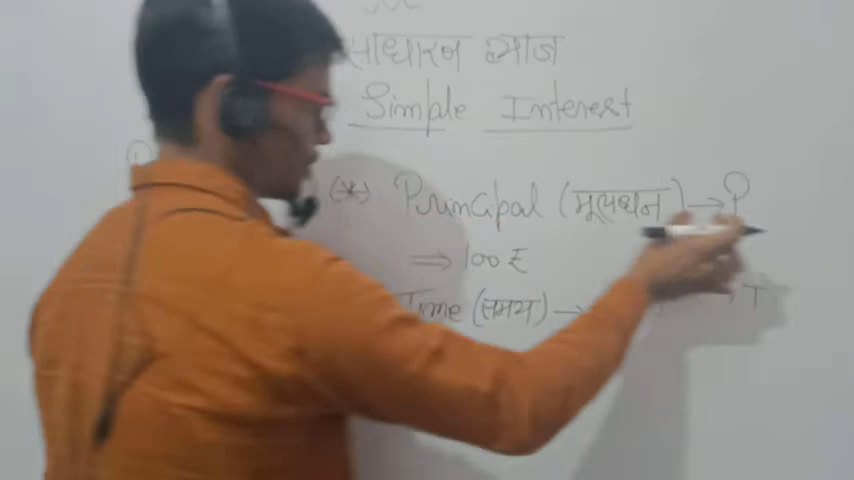 साधारण ब्याज
Simple Interest
(*) Principal (मूलधन) → P
⇒ 100 ₹
Time (समय) → → T